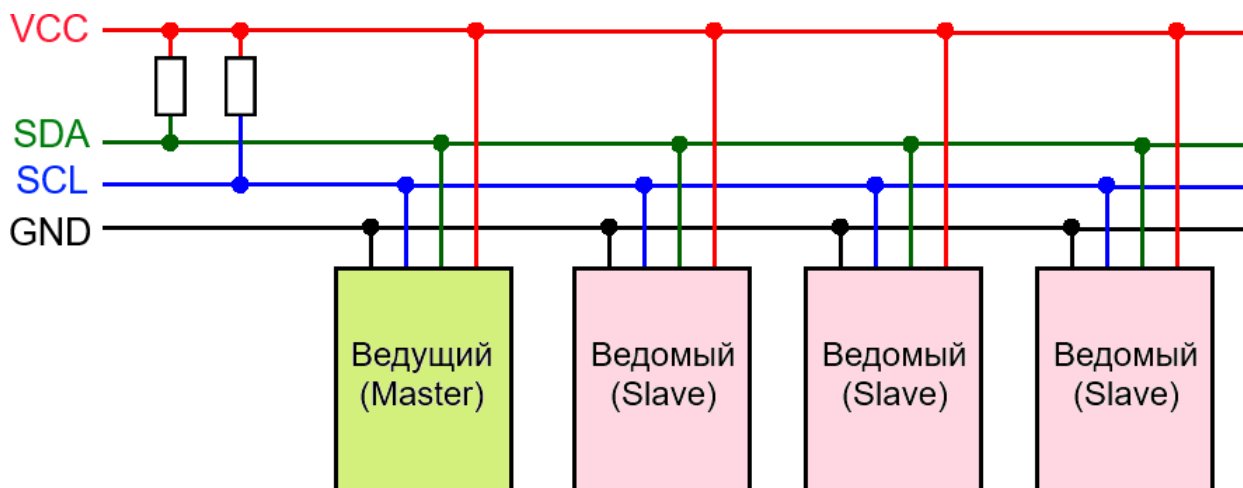 VCC
SDA
SCL
GND
Ведущий
(Master)
Ведомый
(Slave)
Ведомый
(Slave)
Ведомый
(Slave)